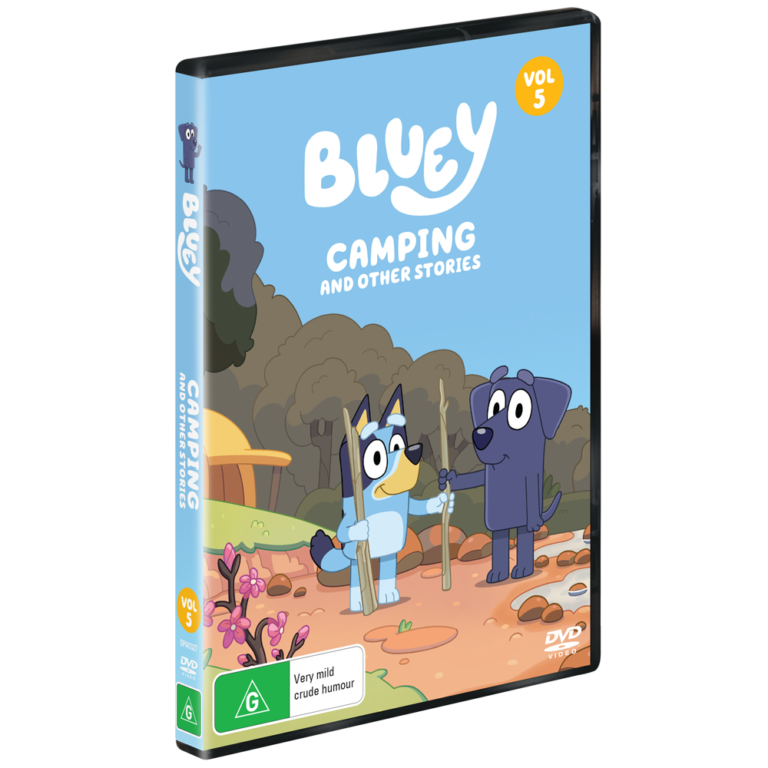 VOL
5
BLUEY
CAMPING
AND OTHER STORIES
DVD
VIDEO
G
Very mild
crude humour
BLUEY
CAMPING
AND OTHER STORIES
VOL
5
DVD
VIDEO
G